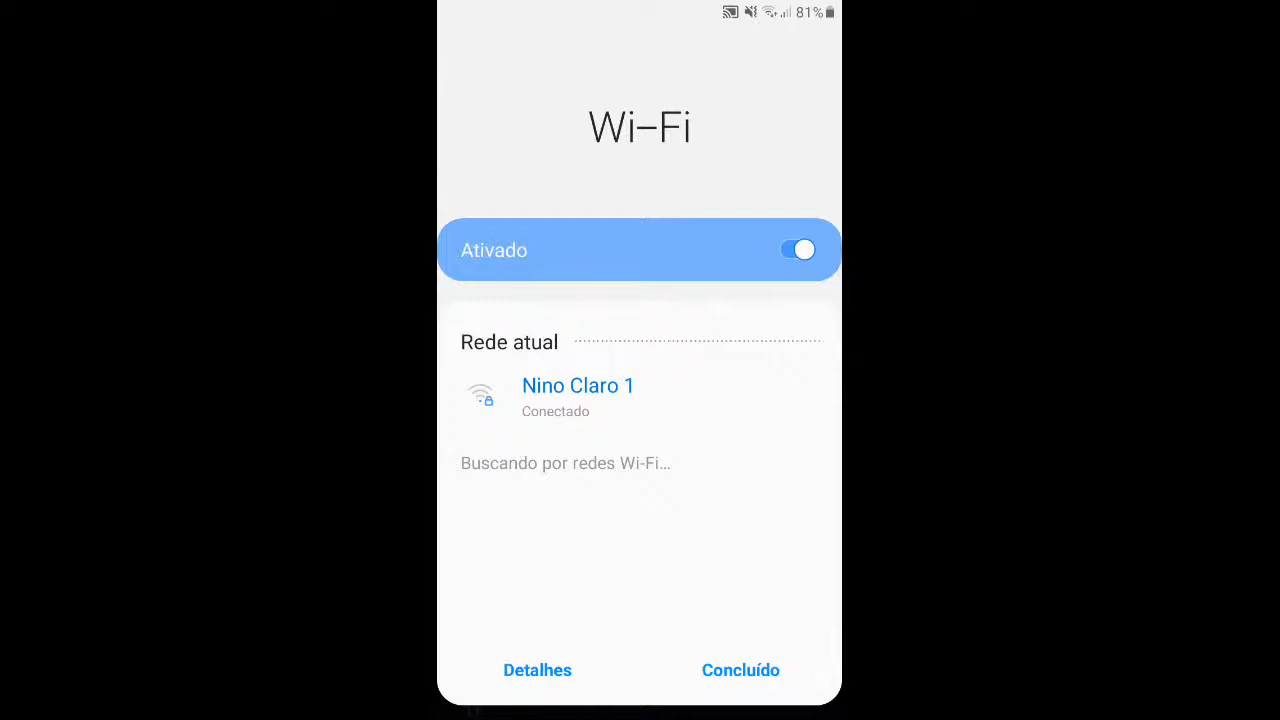 81%
Wi-Fi
Ativado
Rede atual
Nino Claro 1
Conectado
Buscando por redes Wi-Fi...
Detalhes
Concluído